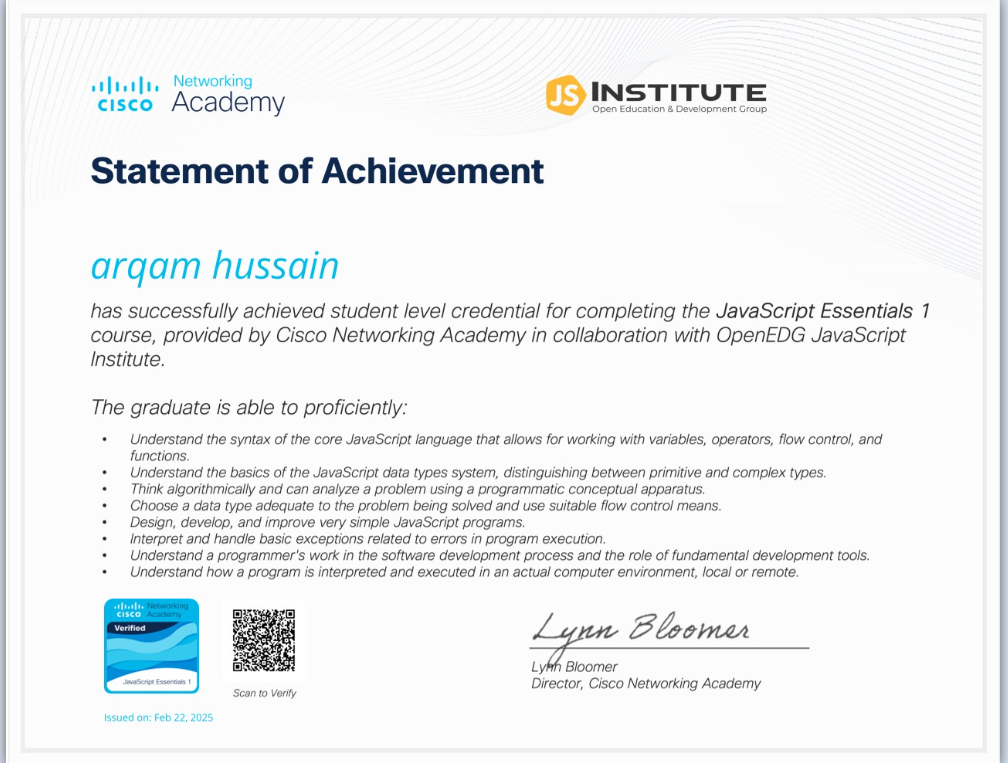 Networking
CISCO Academy
JS INSTITUTE
Open Education & Development Group
Statement of Achievement
arqam hussain
has successfully achieved student level credential for completing the JavaScript Essentials 1
course, provided by Cisco Networking Academy in collaboration with OpenEDG JavaScript
Institute.
The graduate is able to proficiently:
• Understand the syntax of the core JavaScript language that allows for working with variables, operators, flow control, and
functions.
• Understand the basics of the JavaScript data types system, distinguishing between primitive and complex types.
• Think algorithmically and can analyze a problem using a programmatic conceptual apparatus.
• Choose a data type adequate to the problem being solved and use suitable flow control means.
• Design, develop, and improve very simple JavaScript programs.
• Interpret and handle basic exceptions related to errors in program execution.
• Understand a programmer's work in the software development process and the role of fundamental development tools.
• Understand how a program is interpreted and executed in an actual computer environment, local or remote.
Networking
CISCO Academy
Verified
JavaScript Essentials 1
Scan to Verify
Issued on: Feb 22, 2025
Lynn Bloomer
Lynn Bloomer
Director, Cisco Networking Academy